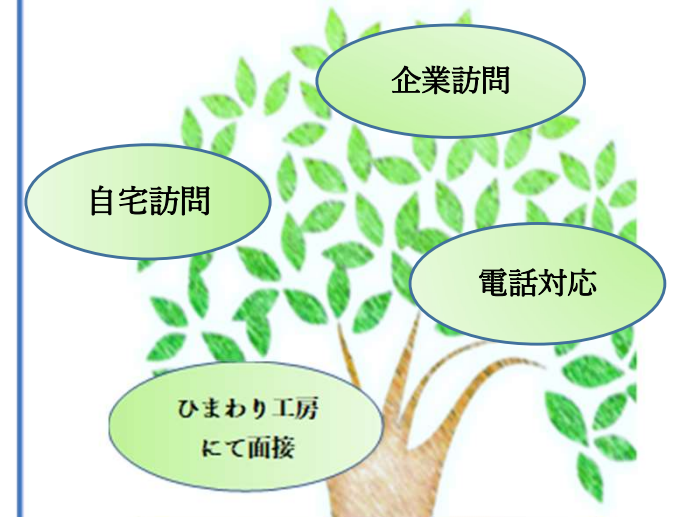 企業訪問
自宅訪問
電話対応
ひまわり工房
にて面接